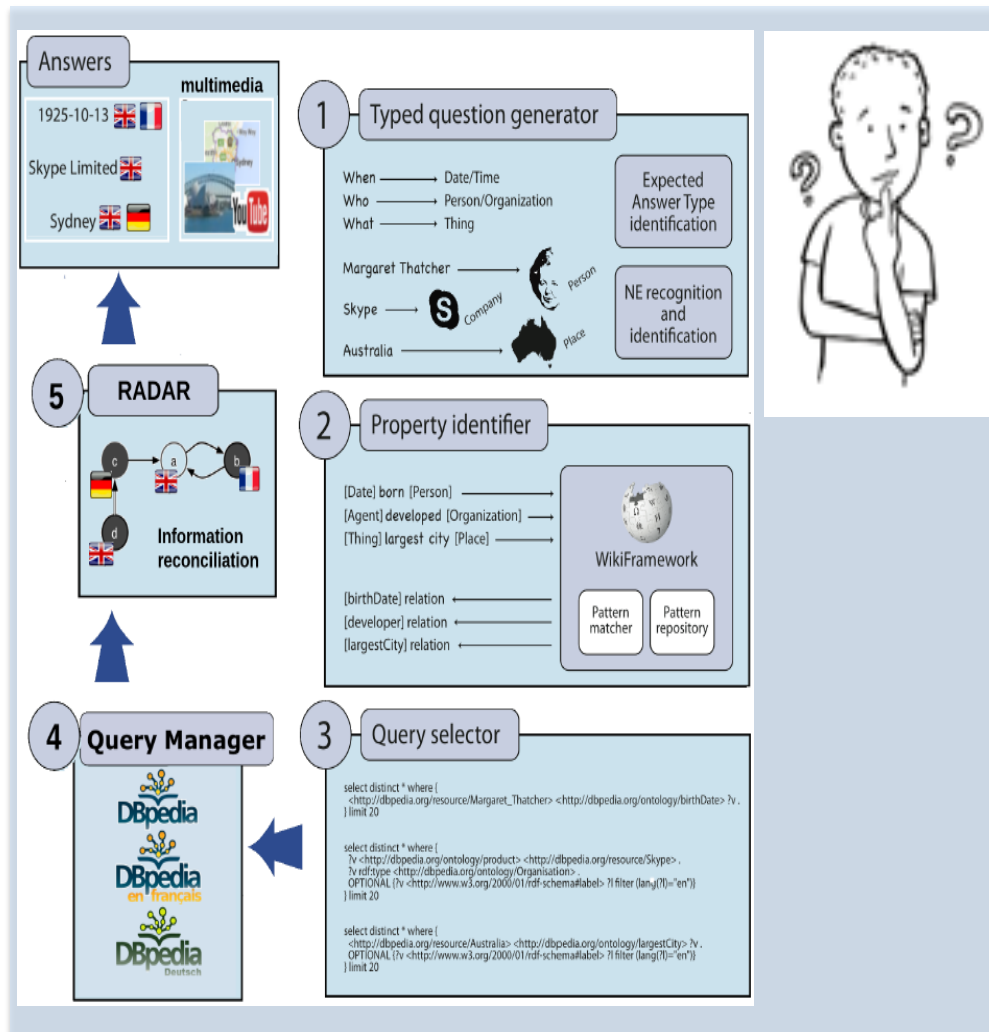 Answers
1925-10-13
Skype Limited
Sydney
multimedia
YouTube
1
Typed question generator
When
Date/Time
Who
Person/Organization
What
Thing
Margaret Thatcher
Person
Skype
S
Company
Australia
Place
Expected
Answer Type
identification
NE recognition
and
identification
2
Property identifier
[Date] born [Person]
[Agent] developed [Organization]
[Thing] largest city [Place]
[birthDate] relation
[developer] relation
[largestCity] relation
WikiFramework
Pattern
matcher
Pattern
repository
3
Query selector
select distinct * where {
<http://dbpedia.org/resource/Margaret_Thatcher> <http://dbpedia.org/ontology/birthDate> ?v .
} limit 20
select distinct * where {
?v <http://dbpedia.org/ontology/product> <http://dbpedia.org/resource/Skype> .
?v rdf:type <http://dbpedia.org/ontology/Organisation> .
OPTIONAL {?v <http://www.w3.org/2000/01/rdf-schema#label> ?l filter (lang(?l)="en")}
} limit 20
select distinct * where {
<http://dbpedia.org/resource/Australia> <http://dbpedia.org/ontology/largestCity> ?v .
OPTIONAL {?v <http://www.w3.org/2000/01/rdf-schema#label> ?l filter (lang(?l)="en")}
} limit 20
4
Query Manager
DBpedia
DBpedia
en français
DBpedia
Deutsch
5
RADAR
c
a
b
d
Information
reconciliation
?
?